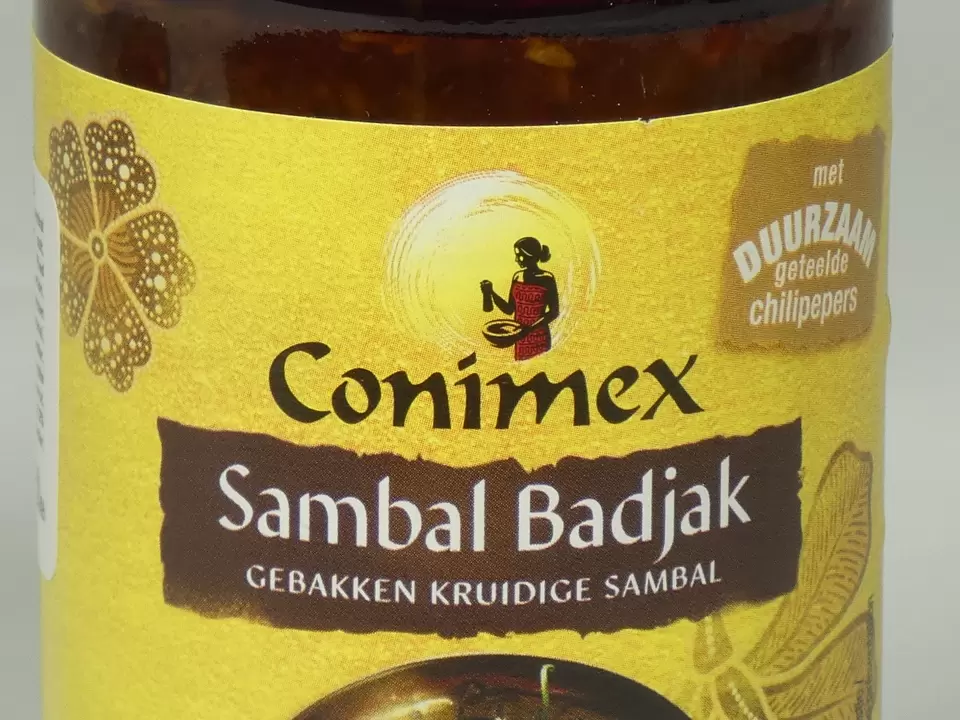 met
DUURZAAM
geteelde
chilipepers
Conimex
Sambal Badjak
GEBAKKEN KRUIDIGE SAMBAL